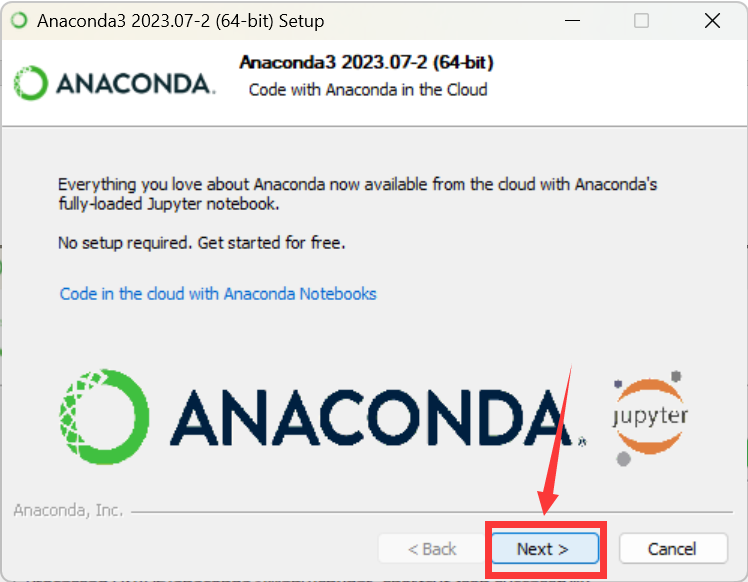 Anaconda3 2023.07-2 (64-bit) Setup
Anaconda3 2023.07-2 (64-bit)
ANACONDA.
Code with Anaconda in the Cloud
Everything you love about Anaconda now available from the cloud with Anaconda's
fully-loaded Jupyter notebook.
No setup required. Get started for free.
Code in the cloud with Anaconda Notebooks
ANACONDA.®
jupyter
Anaconda, Inc.
< Back
Next >
Cancel